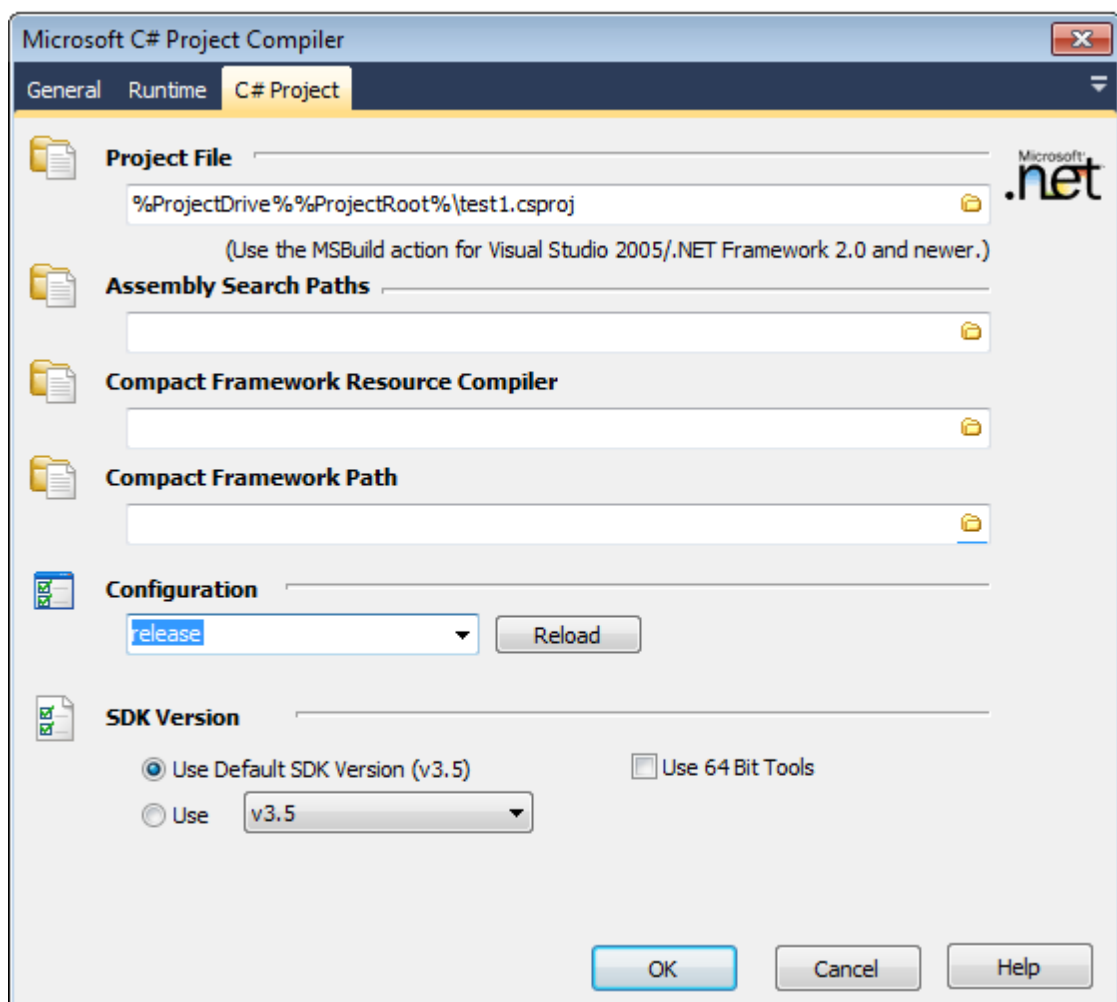 Microsoft C# Project Compiler
General Runtime C# Project
Project File
Microsoft
.net
%ProjectDrive%%ProjectRoot%\test1.csproj
(Use the MSBuild action for Visual Studio 2005/.NET Framework 2.0 and newer.)
Assembly Search Paths
Compact Framework Resource Compiler
Compact Framework Path
Configuration
release Reload
SDK Version
Use Default SDK Version (v3.5) Use 64 Bit Tools
Use v3.5
OK Cancel Help